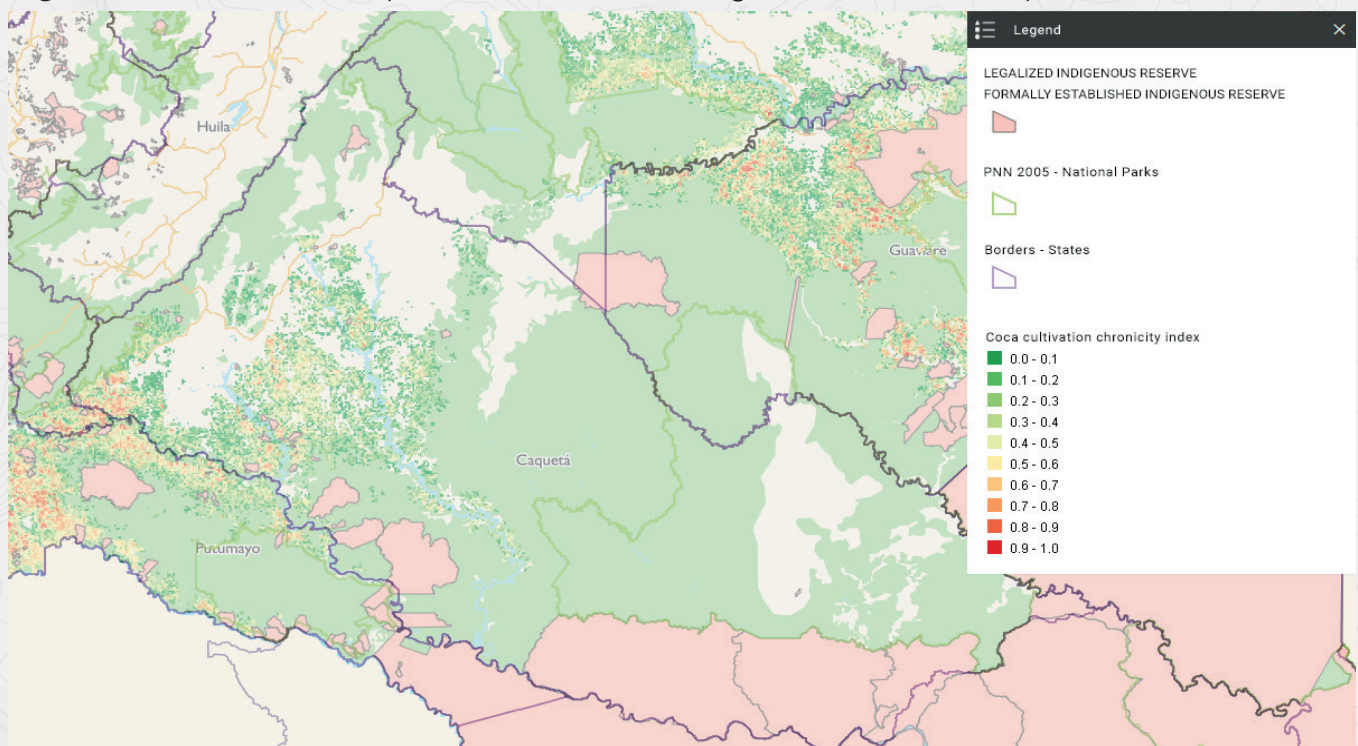 Legend
LEGALIZED INDIGENOUS RESERVE
FORMALLY ESTABLISHED INDIGENOUS RESERVE
PNN 2005 - National Parks
Borders - States
Coca cultivation chronicity index
0.0 - 0.1
0.1 - 0.2
0.2 - 0.3
0.3 - 0.4
0.4 - 0.5
0.5 - 0.6
0.6 - 0.7
0.7 - 0.8
0.8 - 0.9
0.9 - 1.0
Huila
Guaviare
Caquetá
Putumayo